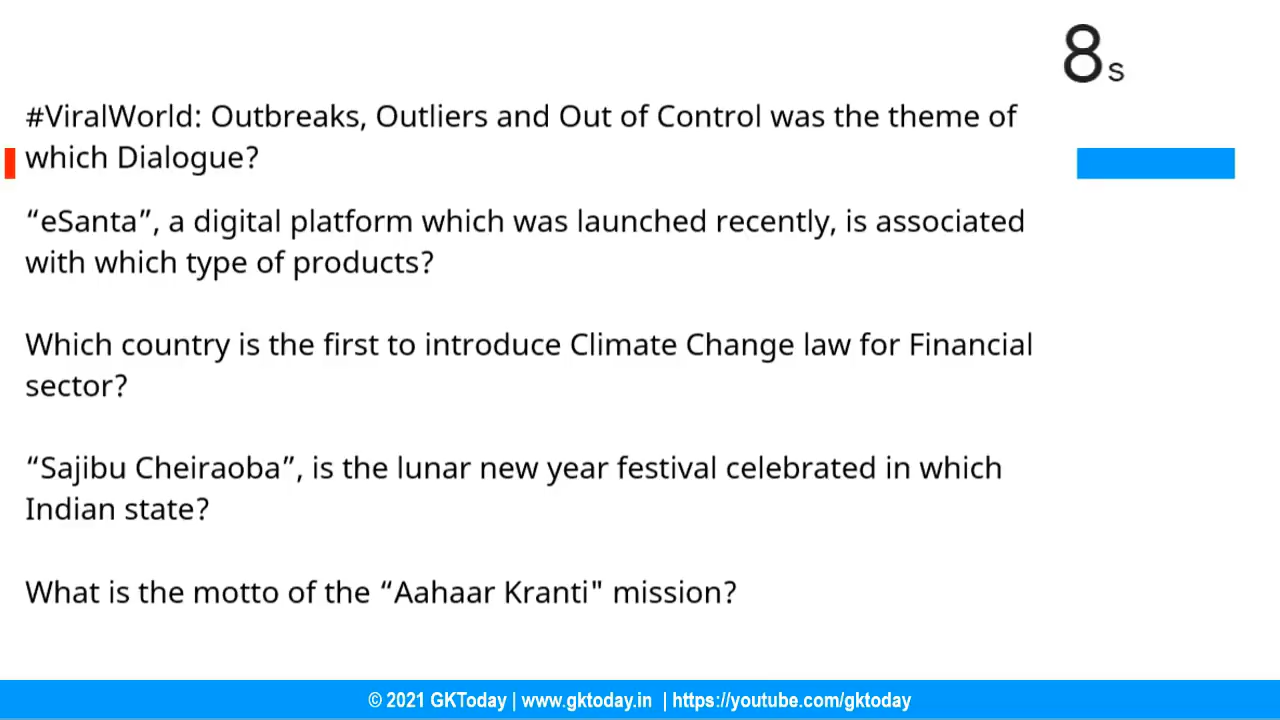 8s
#ViralWorld: Outbreaks, Outliers and Out of Control was the theme of
which Dialogue?
“eSanta”, a digital platform which was launched recently, is associated
with which type of products?
Which country is the first to introduce Climate Change law for Financial
sector?
“Sajibu Cheiraoba”, is the lunar new year festival celebrated in which
Indian state?
What is the motto of the “Aahaar Kranti" mission?
© 2021 GKToday | www.gktoday.in | https://youtube.com/gktoday